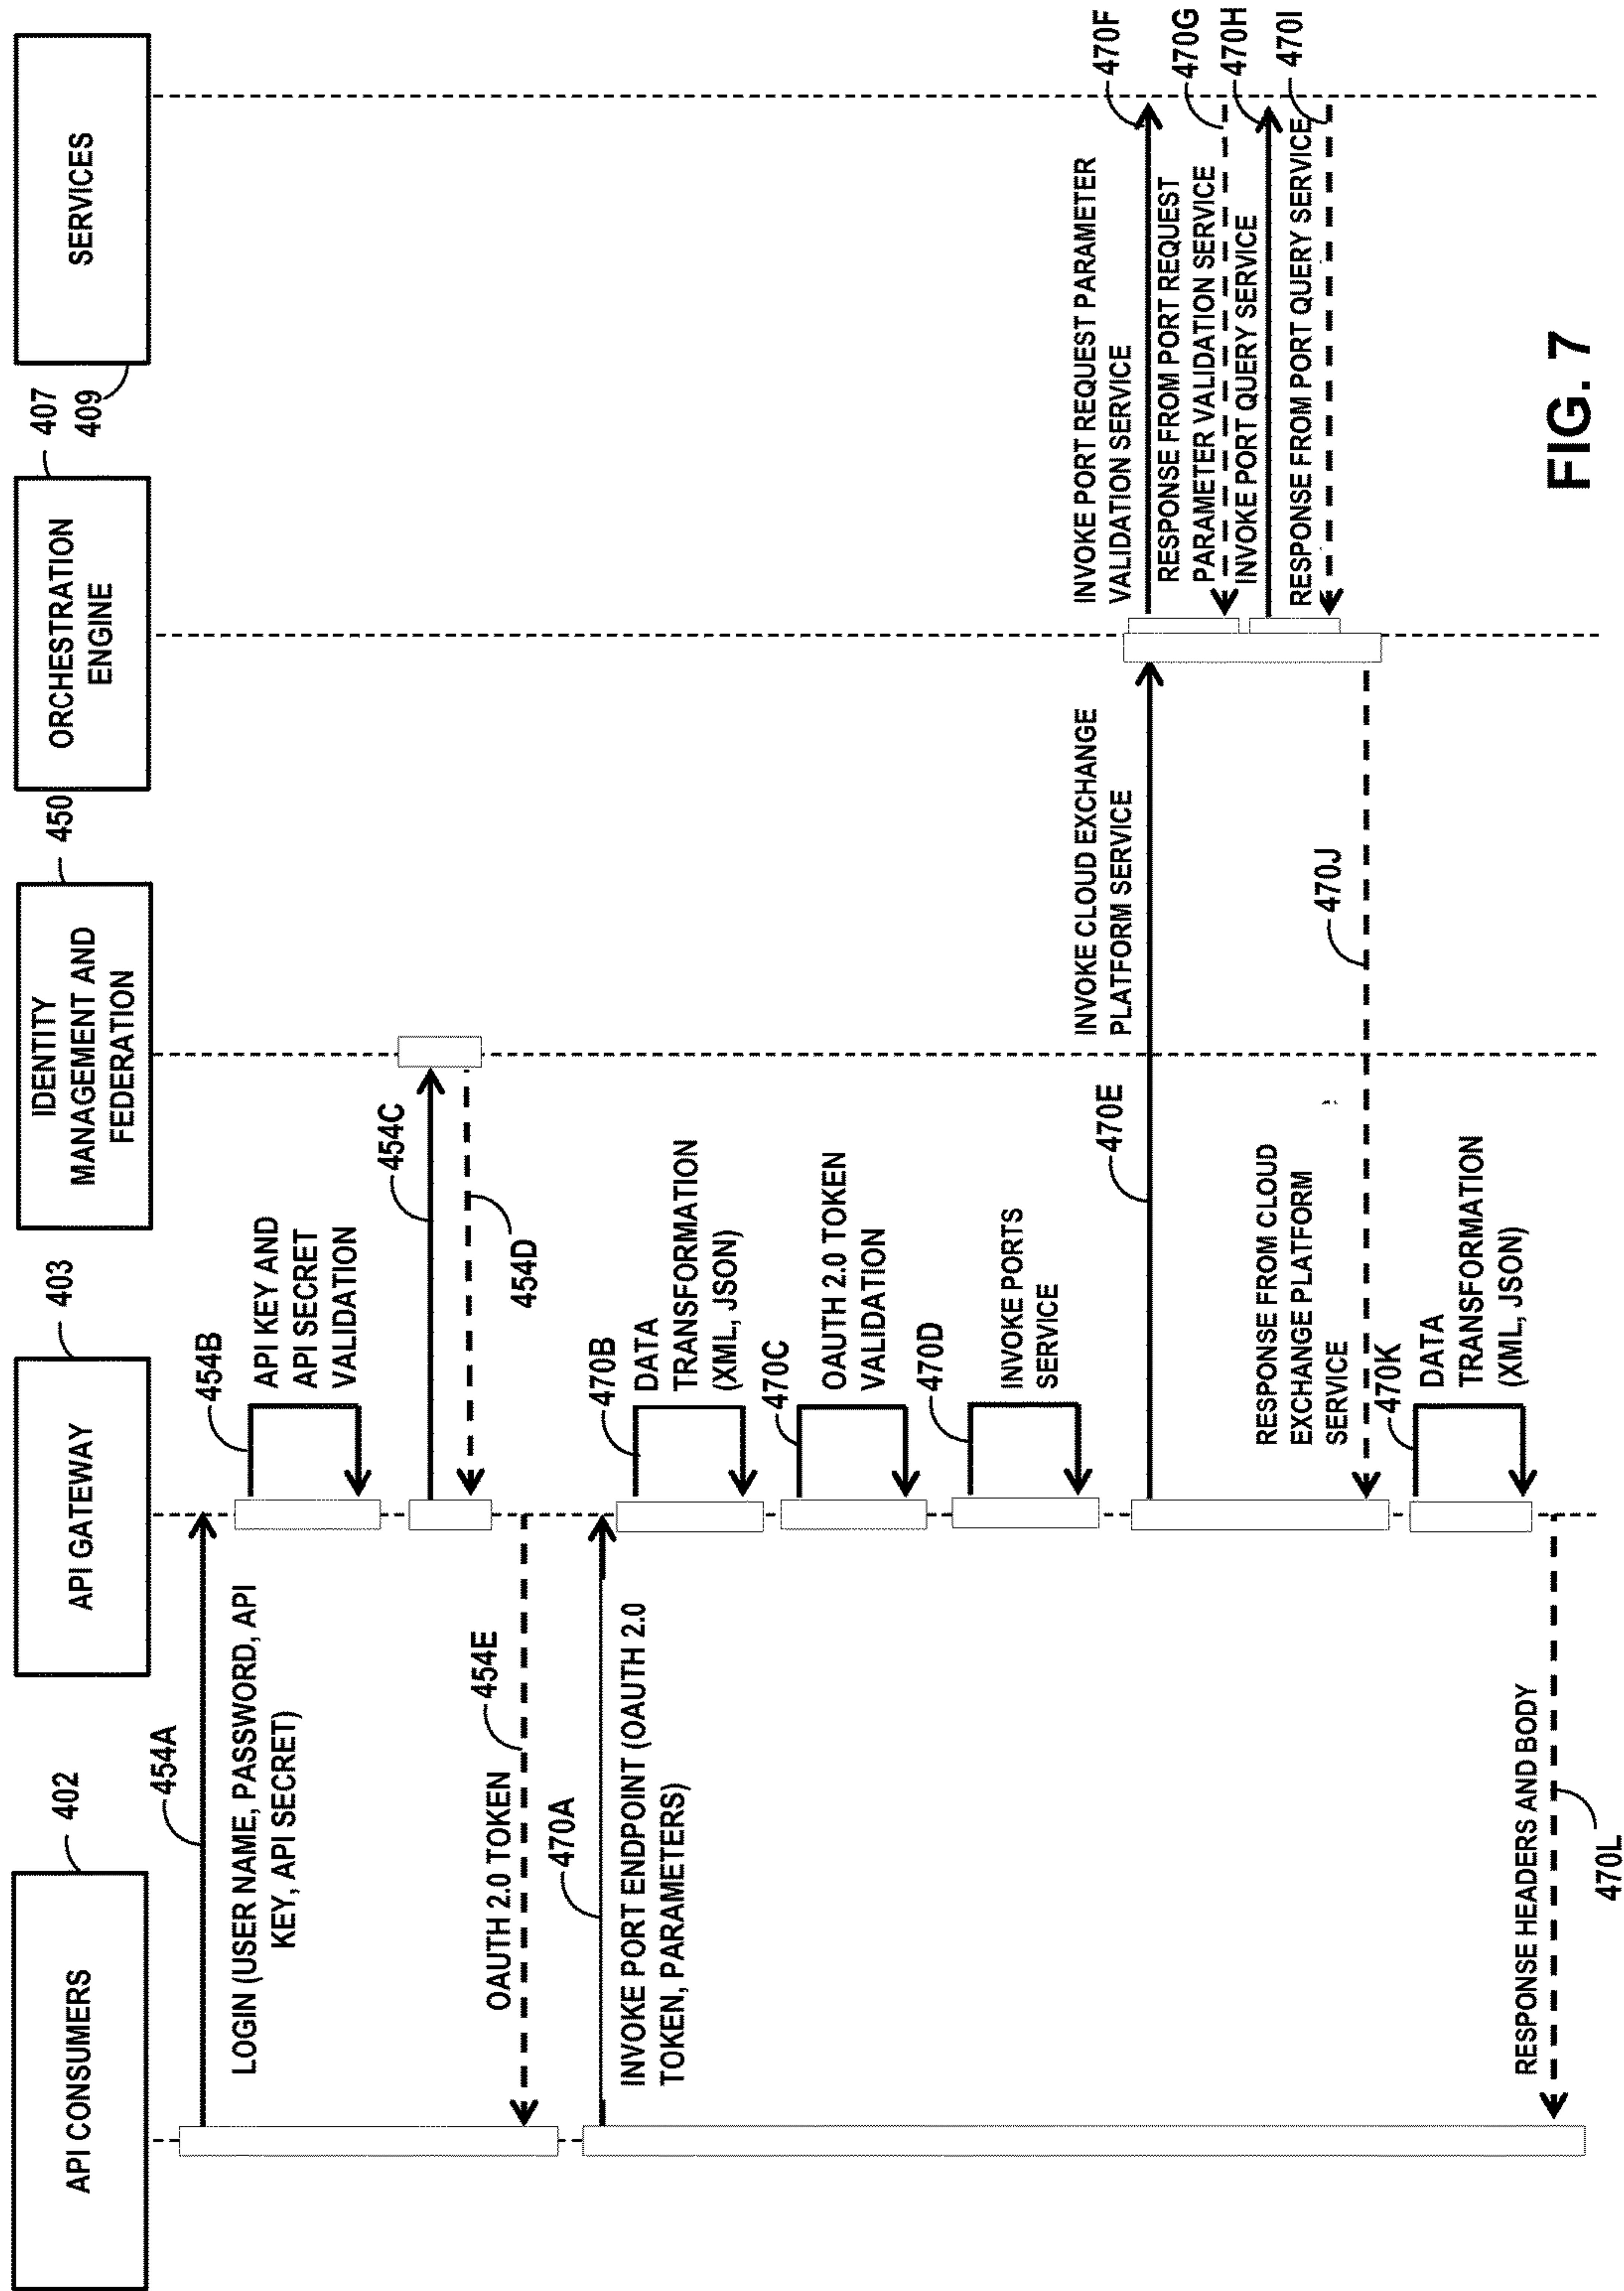 API CONSUMERS
402
API GATEWAY
403
IDENTITY
MANAGEMENT AND
FEDERATION
450
ORCHESTRATION
ENGINE
407
SERVICES
409
454A
LOGIN (USER NAME, PASSWORD, API
KEY, API SECRET)
454B
API KEY AND
API SECRET
VALIDATION
454C
454D
454E
OAUTH 2.0 TOKEN
470A
INVOKE PORT ENDPOINT (OAUTH 2.0
TOKEN, PARAMETERS)
470B
DATA
TRANSFORMATION
(XML, JSON)
470C
OAUTH 2.0 TOKEN
VALIDATION
470D
INVOKE PORTS
SERVICE
470E
INVOKE CLOUD EXCHANGE
PLATFORM SERVICE
INVOKE PORT REQUEST PARAMETER
VALIDATION SERVICE
470F
RESPONSE FROM PORT REQUEST
PARAMETER VALIDATION SERVICE
470G
INVOKE PORT QUERY SERVICE
470H
RESPONSE FROM PORT QUERY SERVICE
470I
RESPONSE FROM CLOUD
EXCHANGE PLATFORM
SERVICE
470J
470K
DATA
TRANSFORMATION
(XML, JSON)
RESPONSE HEADERS AND BODY
470L
FIG. 7